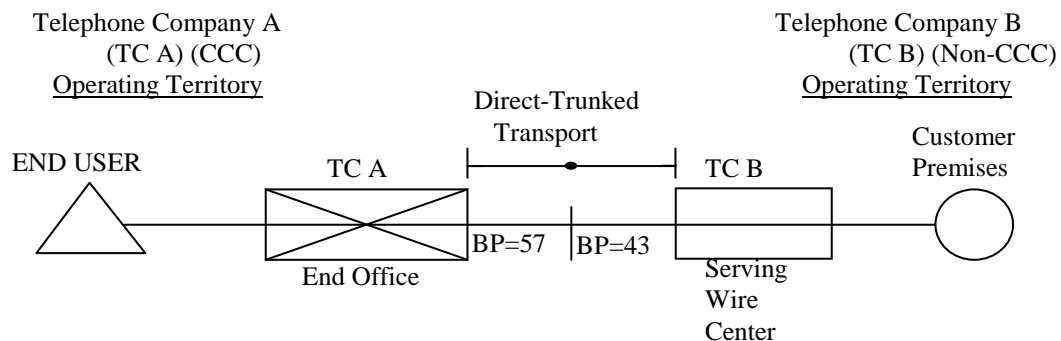 Telephone Company A
(TC A) (CCC)
Operating Territory
Telephone Company B
(TC B) (Non-CCC)
Operating Territory
Direct-Trunked
Transport
END USER
TC A
TC B
Customer
Premises
BP=57
BP=43
End Office
Serving
Wire
Center